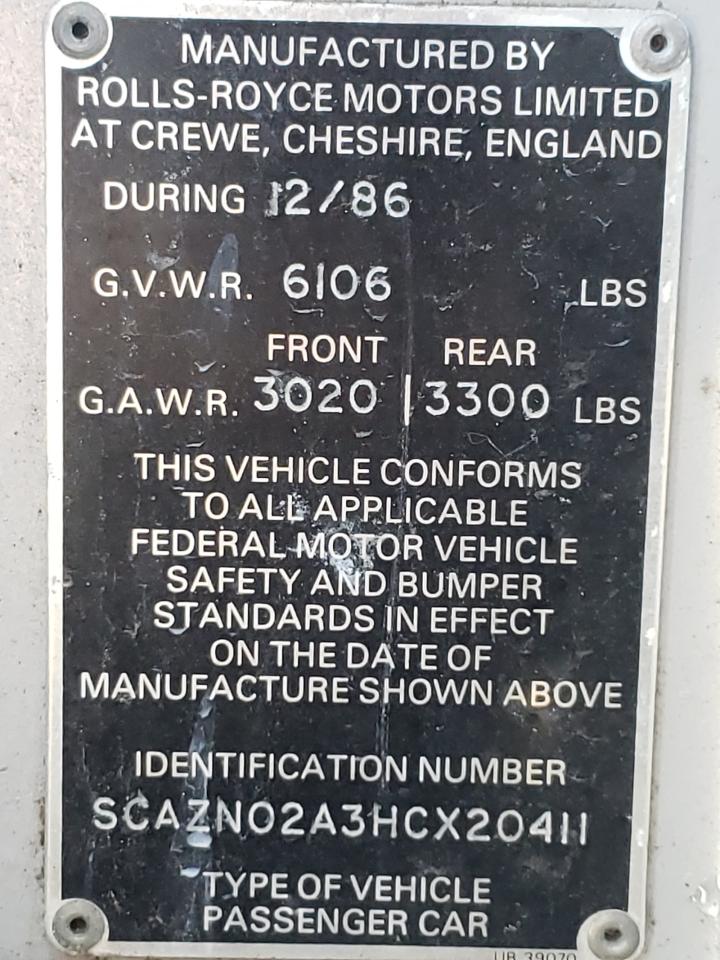 MANUFACTURED BY
ROLLS-ROYCE MOTORS LIMITED
AT CREWE, CHESHIRE, ENGLAND
DURING 12/86
G.V.W.R. 6106 LBS
FRONT REAR
G.A.W.R. 3020 | 3300 LBS
THIS VEHICLE CONFORMS
TO ALL APPLICABLE
FEDERAL MOTOR VEHICLE
SAFETY AND BUMPER
STANDARDS IN EFFECT
ON THE DATE OF
MANUFACTURE SHOWN ABOVE
IDENTIFICATION NUMBER
SCAZN02A3HCX20411
TYPE OF VEHICLE
PASSENGER CAR
UB 39070